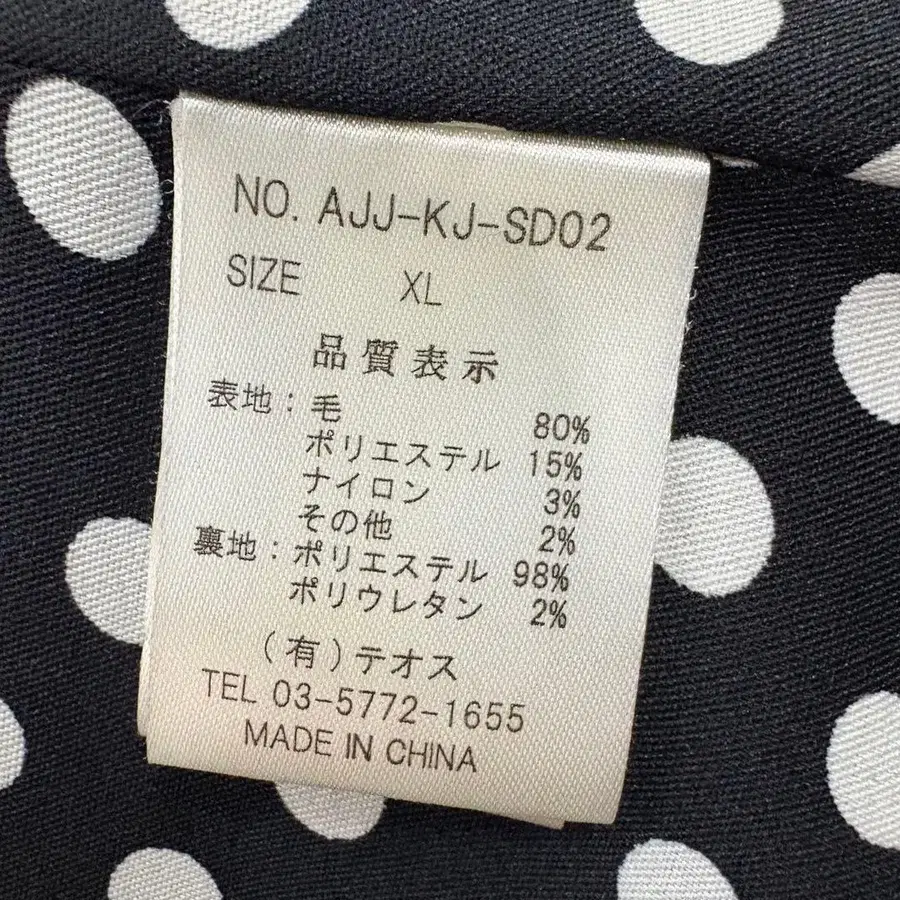 NO. AJJ-KJ-SD02
SIZE XL
品質表示
表地：毛 80%
ポリエステル 15%
ナイロン 3%
その他 2%
裏地：ポリエステル 98%
ポリウレタン 2%
（有）テオス
TEL 03-5772-1655
MADE IN CHINA